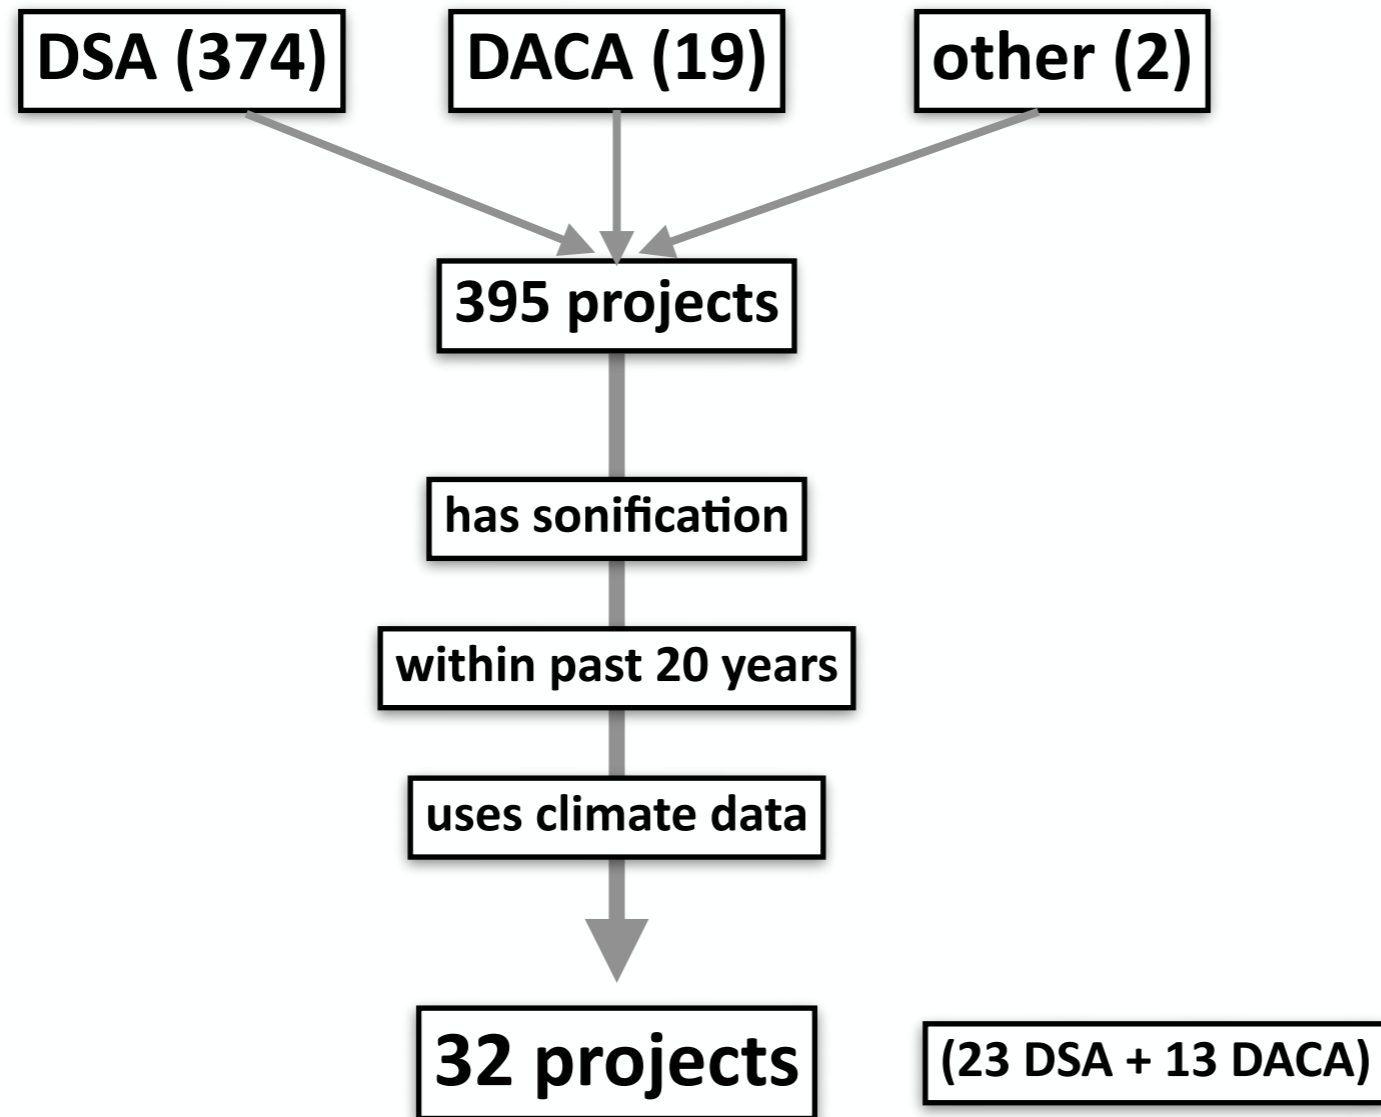 DSA (374)
DACA (19)
other (2)
395 projects
has sonification
within past 20 years
uses climate data
32 projects
(23 DSA + 13 DACA)